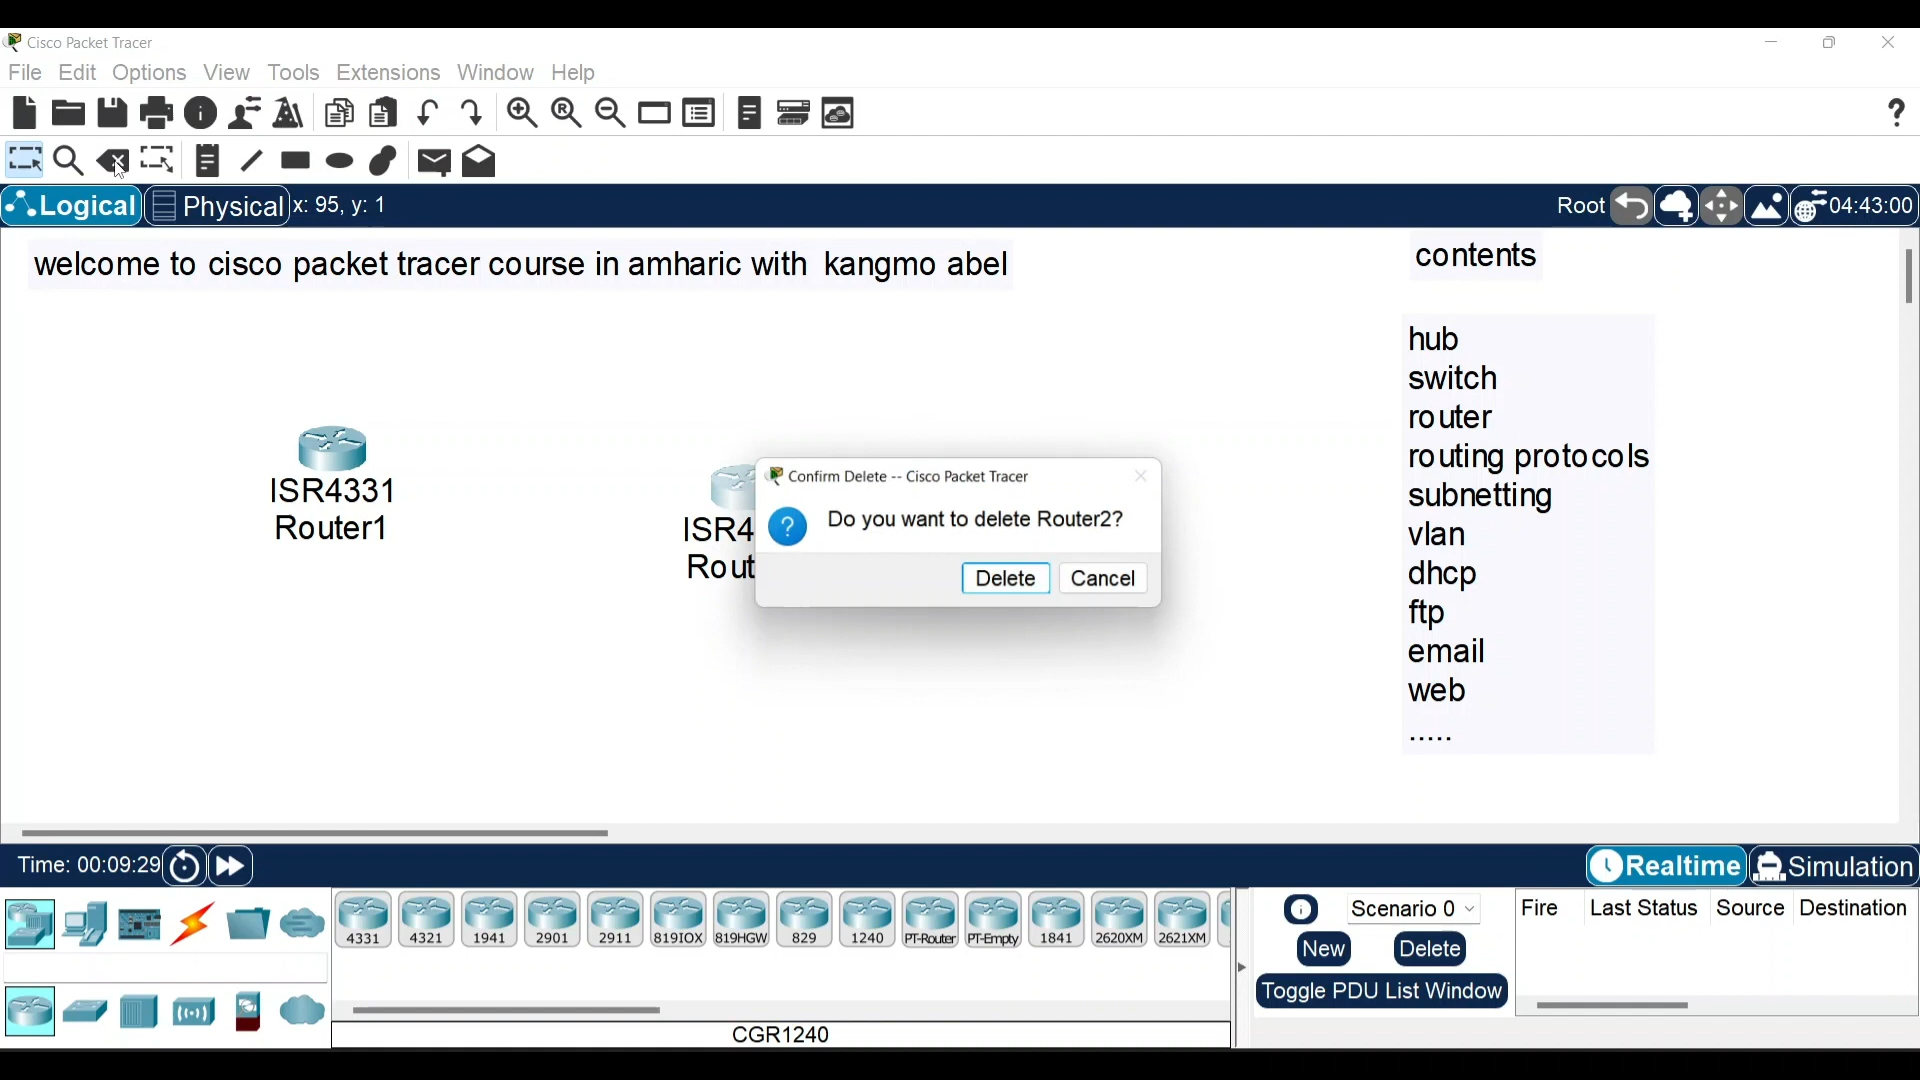 Cisco Packet Tracer
File Edit Options View Tools Extensions Window Help
Logical Physical x: 95, y: 1 Root 04:43:00
welcome to cisco packet tracer course in amharic with kangmo abel
contents
hub
switch
router
routing protocols
subnetting
vlan
dhcp
ftp
email
web
.....
ISR4331
Router1
ISR4
Rout
Confirm Delete -- Cisco Packet Tracer
Do you want to delete Router2?
Delete Cancel
Time: 00:09:29 Realtime Simulation
4331 4321 1941 2901 2911 819IOX 819HGW 829 1240 PT-Router PT-Empty 1841 2620XM 2621XM
CGR1240
Scenario 0
New Delete
Toggle PDU List Window
Fire Last Status Source Destination